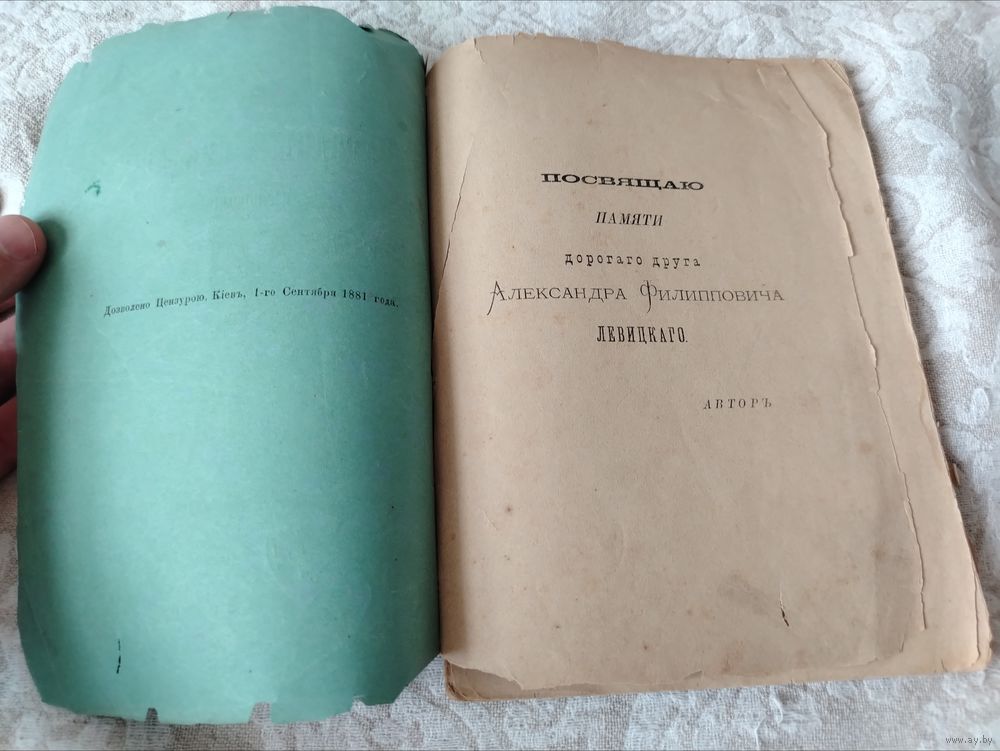 Дозволено Цензурою. Кіевъ, 1-го Сентября 1881 года.
ПОСВЯЩАЮ
ПАМЯТИ
дорогаго друга
АЛЕКСАНДРА ФИЛИППОВИЧА
ЛЕВИЦКАГО.
АВТОРЪ
www.ay.by